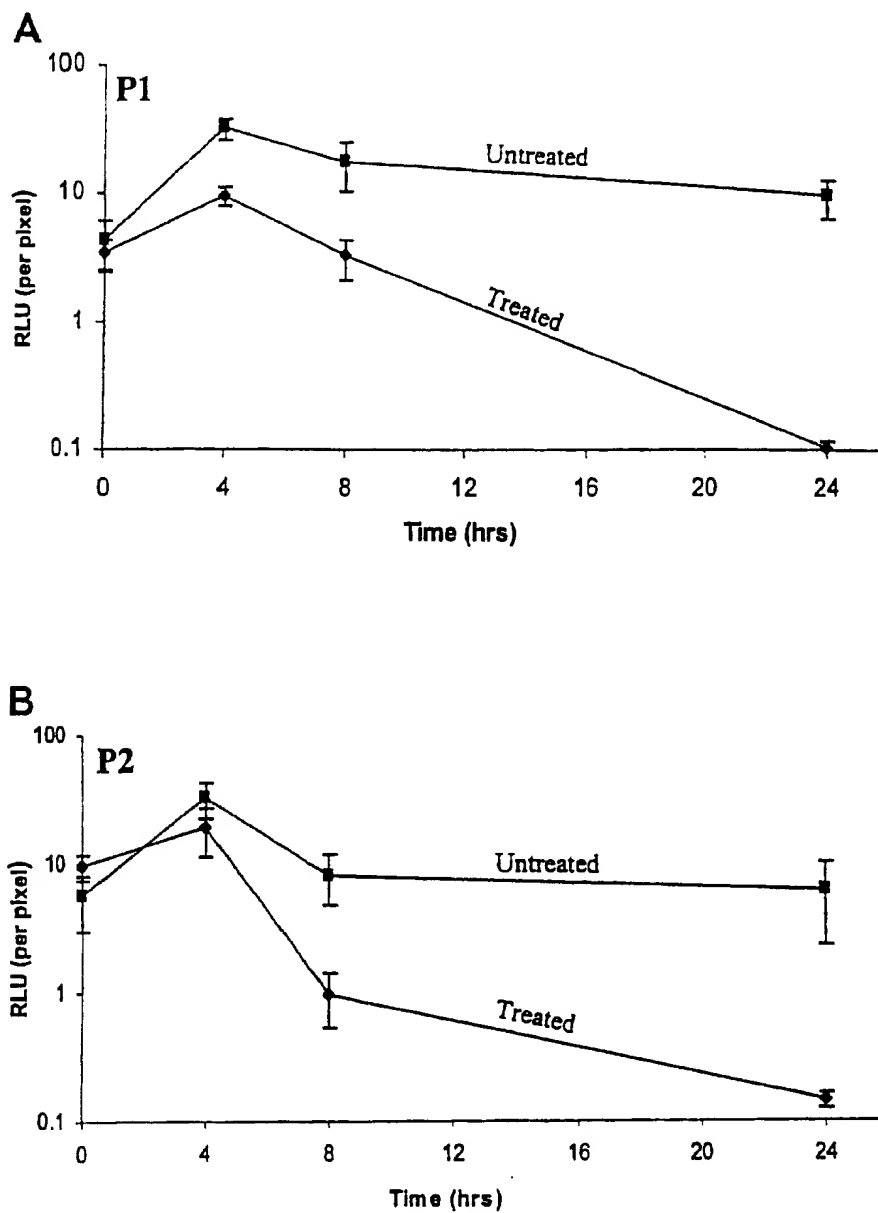 A
P1
RLU (per pixel)
100
10
1
0.1
Untreated
Treated
0 4 8 12 16 20 24
Time (hrs)
B
P2
RLU (per pixel)
100
10
1
0.1
Untreated
Treated
0 4 8 12 16 20 24
Time (hrs)